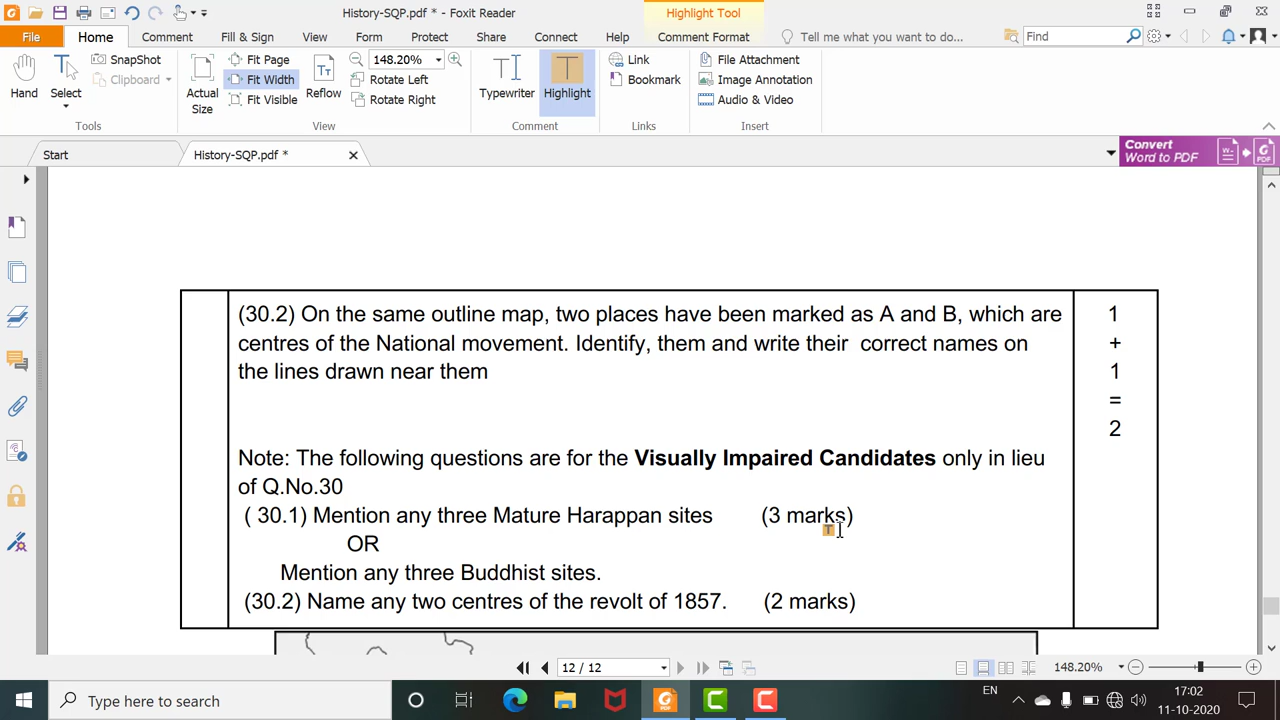 History-SQP.pdf * - Foxit Reader
Highlight Tool
File Home Comment Fill & Sign View Form Protect Share Connect Help Comment Format Tell me what you want to do... Find
Hand
Select
SnapShot
Clipboard
Tools
Actual Size
Fit Page
Fit Width
Fit Visible
Reflow
148.20%
Rotate Left
Rotate Right
View
Typewriter
Highlight
Comment
Link
Bookmark
Links
File Attachment
Image Annotation
Audio & Video
Insert
Start
History-SQP.pdf *
Convert
Word to PDF
(30.2) On the same outline map, two places have been marked as A and B, which are
centres of the National movement. Identify, them and write their correct names on
the lines drawn near them
1
+
1
=
2
Note: The following questions are for the Visually Impaired Candidates only in lieu
of Q.No.30
( 30.1) Mention any three Mature Harappan sites (3 marks)
OR
Mention any three Buddhist sites.
(30.2) Name any two centres of the revolt of 1857. (2 marks)
12 / 12
148.20%
Type here to search
EN
17:02
11-10-2020